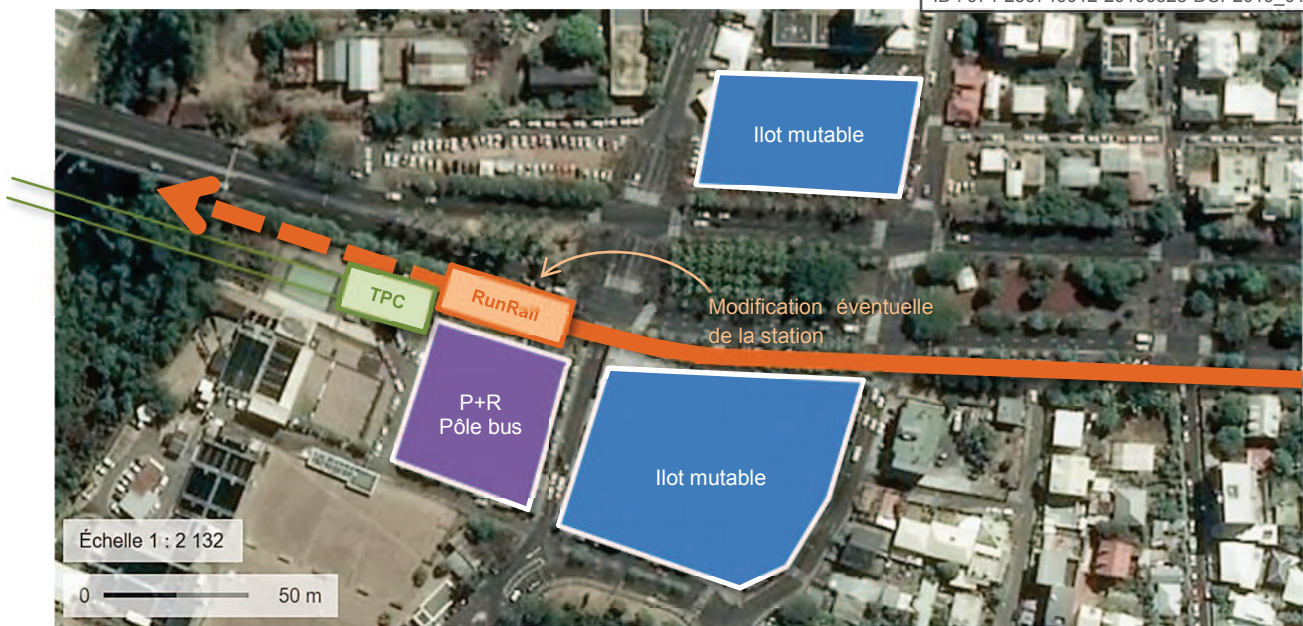 Ilot mutable
TPC
RunRail
Modification éventuelle
de la station
P+R
Pôle bus
Ilot mutable
Échelle 1 : 2 132
0 50 m